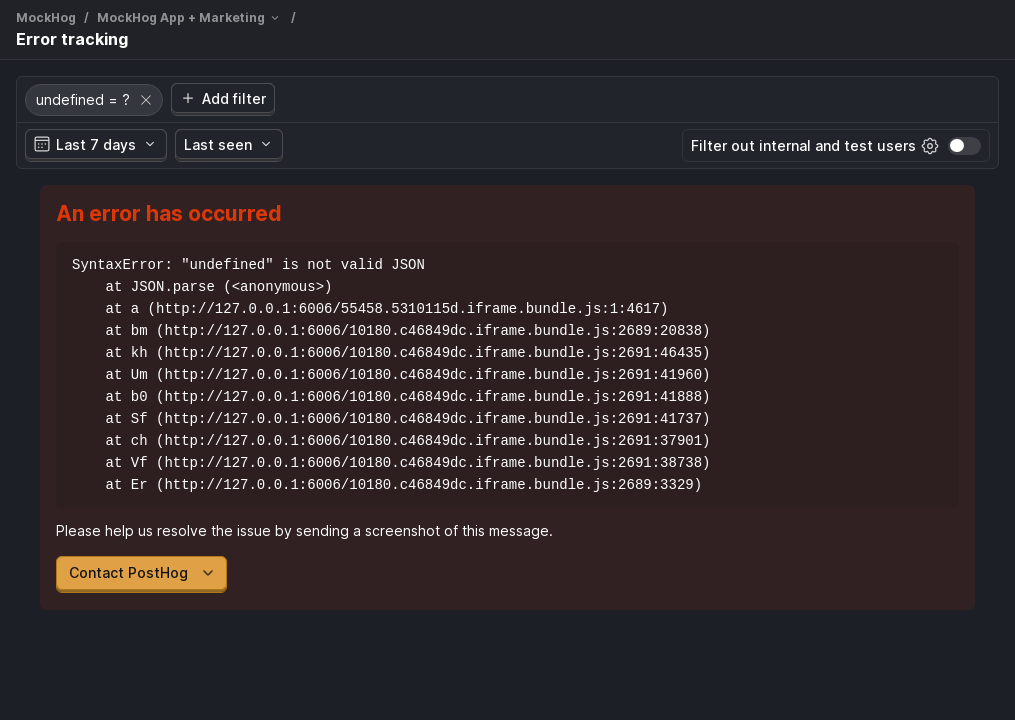 MockHog / MockHog App + Marketing /
Error tracking
undefined = ? Add filter
Last 7 days Last seen Filter out internal and test users
An error has occurred
SyntaxError: "undefined" is not valid JSON
    at JSON.parse (<anonymous>)
    at a (http://127.0.0.1:6006/55458.5310115d.iframe.bundle.js:1:4617)
    at bm (http://127.0.0.1:6006/10180.c46849dc.iframe.bundle.js:2689:20838)
    at kh (http://127.0.0.1:6006/10180.c46849dc.iframe.bundle.js:2691:46435)
    at Um (http://127.0.0.1:6006/10180.c46849dc.iframe.bundle.js:2691:41960)
    at b0 (http://127.0.0.1:6006/10180.c46849dc.iframe.bundle.js:2691:41888)
    at Sf (http://127.0.0.1:6006/10180.c46849dc.iframe.bundle.js:2691:41737)
    at ch (http://127.0.0.1:6006/10180.c46849dc.iframe.bundle.js:2691:37901)
    at Vf (http://127.0.0.1:6006/10180.c46849dc.iframe.bundle.js:2691:38738)
    at Er (http://127.0.0.1:6006/10180.c46849dc.iframe.bundle.js:2689:3329)
Please help us resolve the issue by sending a screenshot of this message.
Contact PostHog